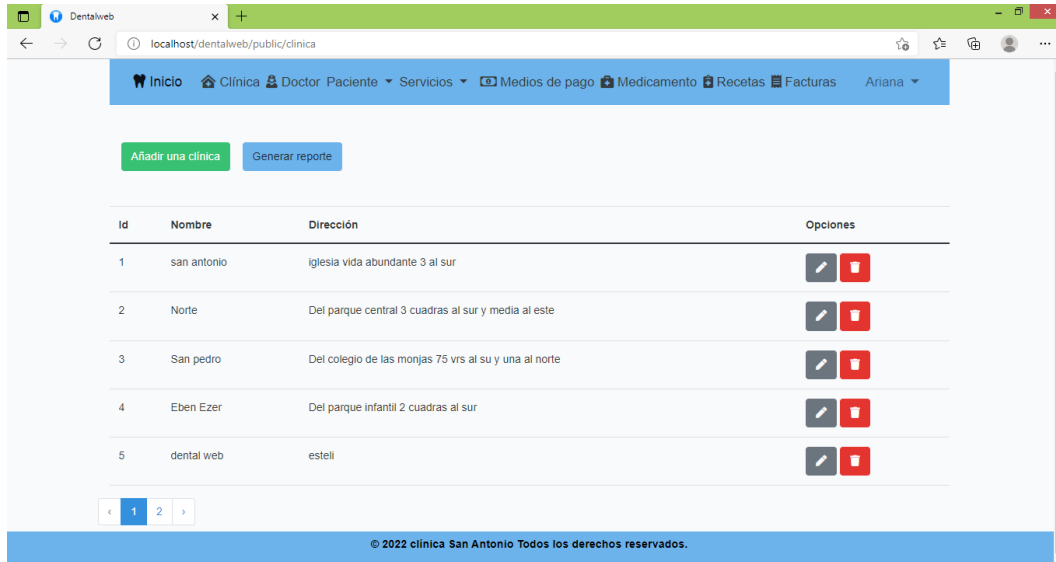 Dentalweb
localhost/dentalweb/public/clinica
Inicio Clínica Doctor Paciente Servicios Medios de pago Medicamento Recetas Facturas Ariana
Añadir una clínica Generar reporte
Id Nombre Dirección Opciones
1 san antonio iglesia vida abundante 3 al sur
2 Norte Del parque central 3 cuadras al sur y media al este
3 San pedro Del colegio de las monjas 75 vrs al su y una al norte
4 Eben Ezer Del parque infantil 2 cuadras al sur
5 dental web esteli
‹ 1 2 ›
© 2022 clínica San Antonio Todos los derechos reservados.